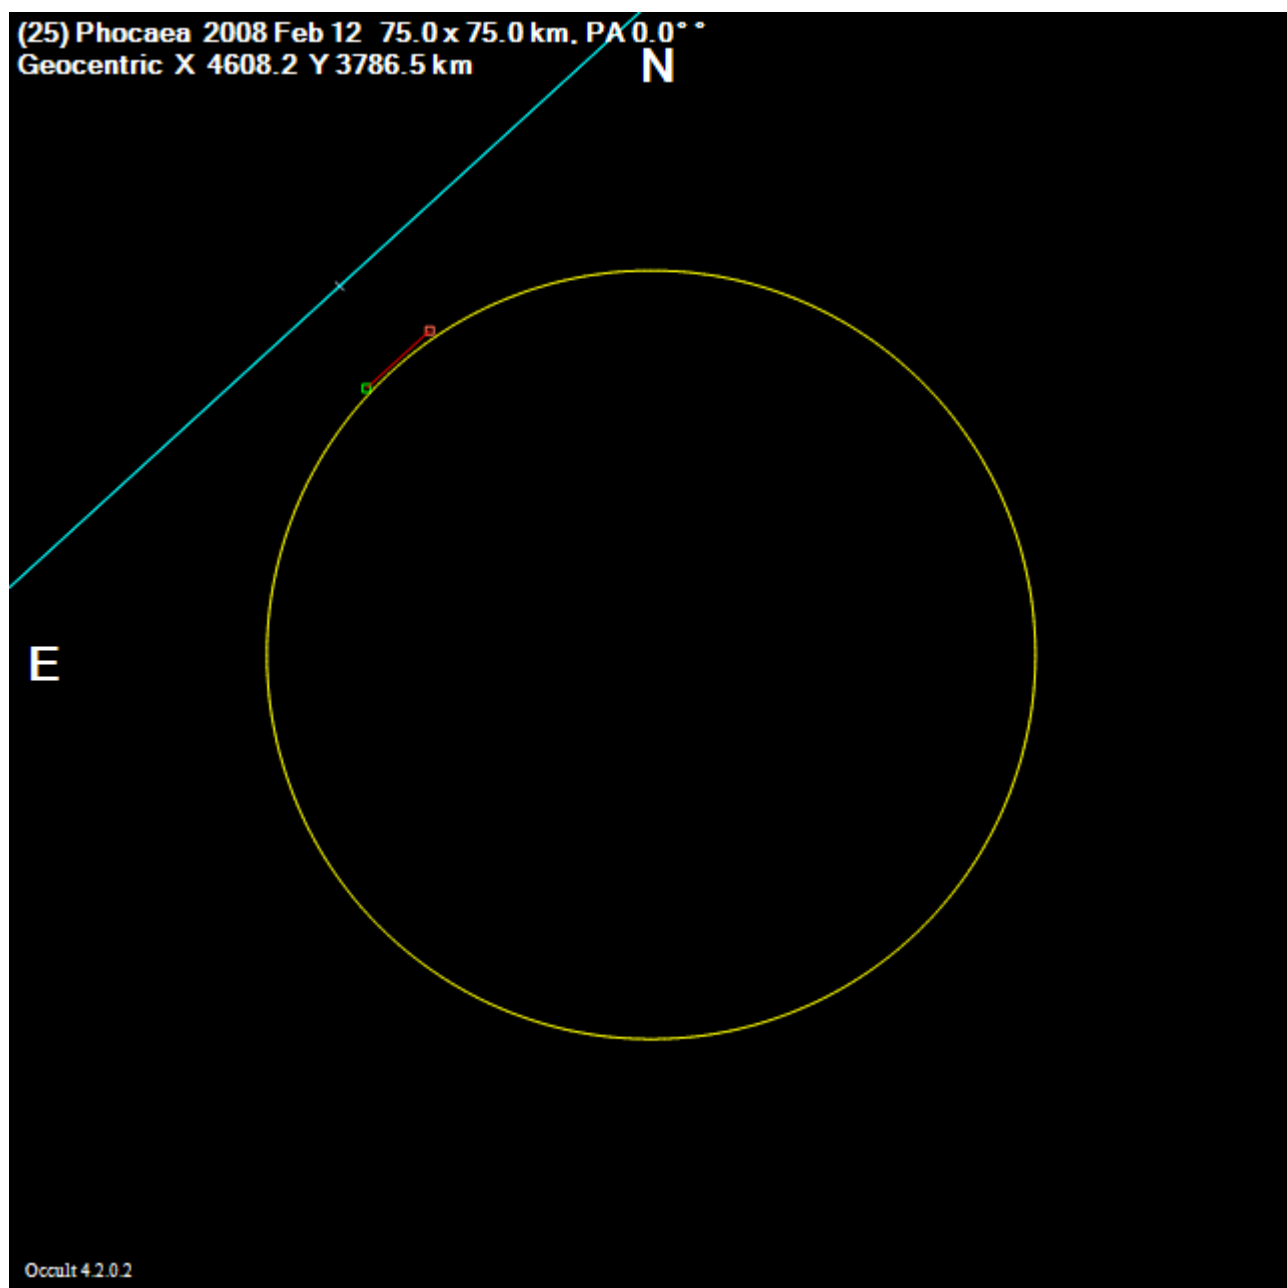 (25) Phocaea 2008 Feb 12 75.0 x 75.0 km, PA 0.0° °
Geocentric X 4608.2 Y 3786.5 km
N
E
Occult 4.2.0.2